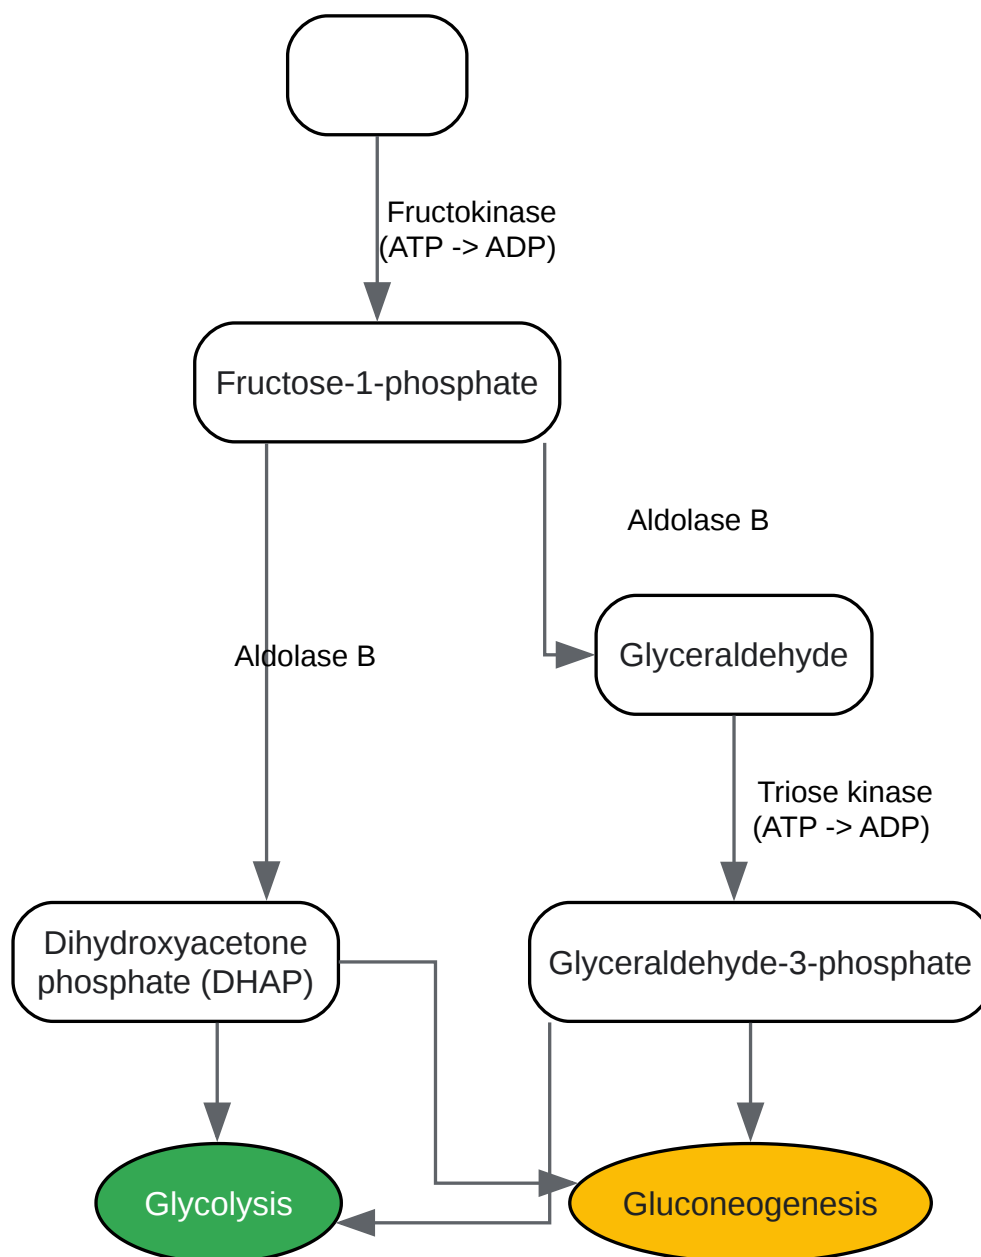 Fructokinase
(ATP -> ADP)
Fructose-1-phosphate
Aldolase B
Glyceraldehyde
Aldolase B
Triose kinase
(ATP -> ADP)
Dihydroxyacetone
phosphate (DHAP)
Glyceraldehyde-3-phosphate
Glycolysis
Gluconeogenesis